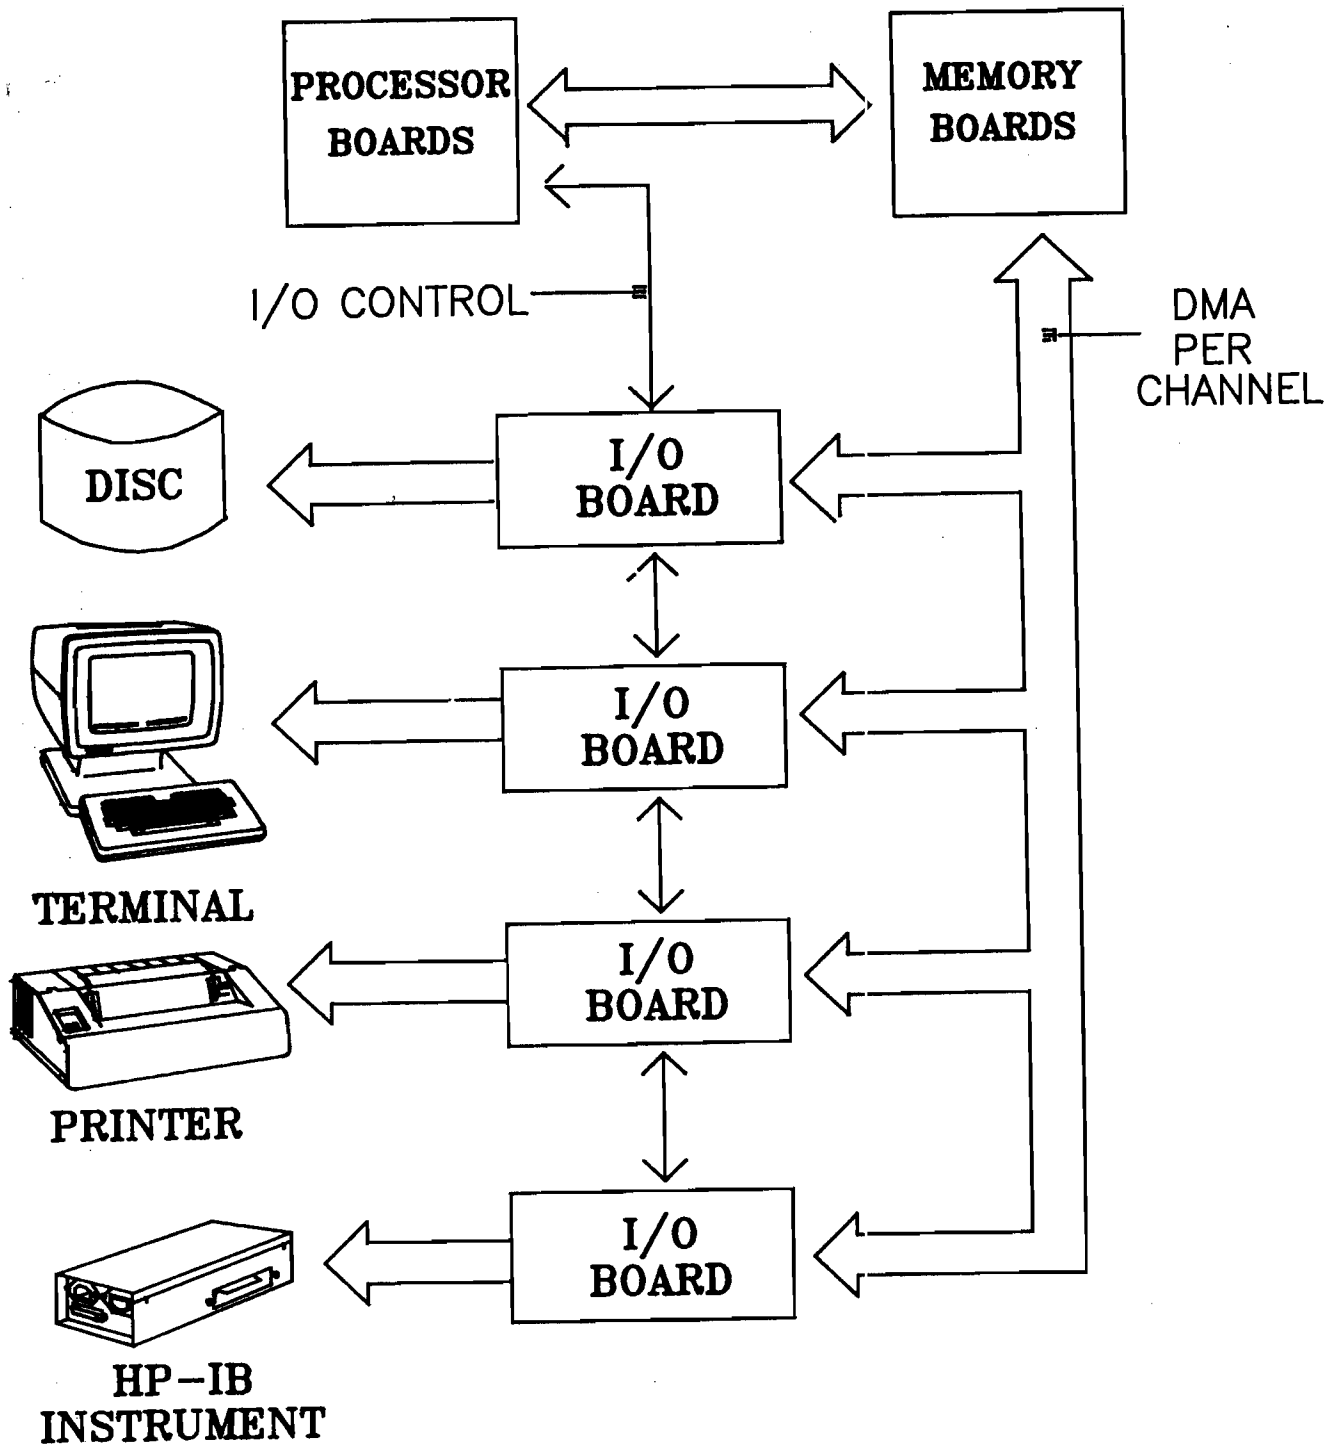 PROCESSOR
BOARDS
MEMORY
BOARDS
I/O CONTROL
DMA
PER
CHANNEL
DISC
I/O
BOARD
I/O
BOARD
TERMINAL
I/O
BOARD
PRINTER
I/O
BOARD
HP-IB
INSTRUMENT